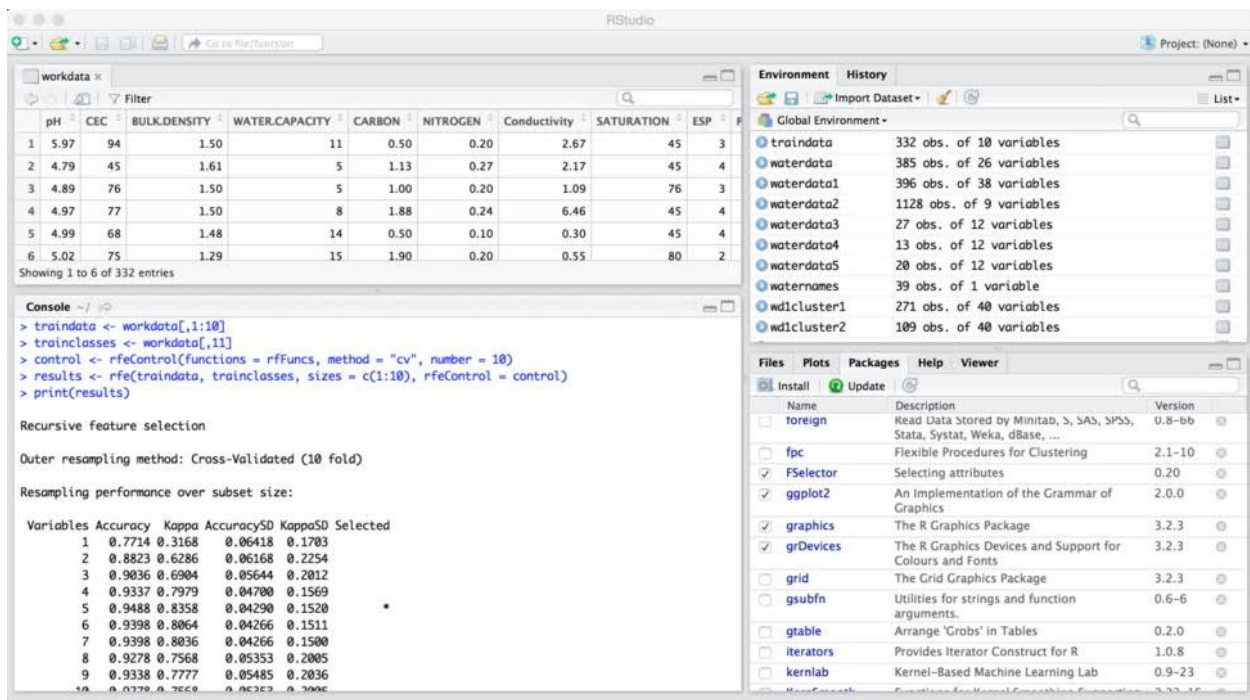 RStudio
Go to file/function
Project: (None)
workdata
Filter
pH CEC BULK.DENSITY WATER.CAPACITY CARBON NITROGEN Conductivity SATURATION ESP
1 5.97 94 1.50 11 0.50 0.20 2.67 45 3
2 4.79 45 1.61 5 1.13 0.27 2.17 45 4
3 4.89 76 1.50 5 1.00 0.20 1.09 76 3
4 4.97 77 1.50 8 1.88 0.24 6.46 45 4
5 4.99 68 1.48 14 0.50 0.10 0.30 45 4
6 5.02 75 1.29 15 1.90 0.20 0.55 80 2
Showing 1 to 6 of 332 entries
Console ~/
> traindata <- workdata[,1:10]
> trainclasses <- workdata[,11]
> control <- rfeControl(functions = rfFuncs, method = "cv", number = 10)
> results <- rfe(traindata, trainclasses, sizes = c(1:10), rfeControl = control)
> print(results)
Recursive feature selection
Outer resampling method: Cross-Validated (10 fold)
Resampling performance over subset size:
Variables Accuracy Kappa AccuracySD KappaSD Selected
1 0.7714 0.3168 0.06418 0.1703
2 0.8823 0.6286 0.06168 0.2254
3 0.9036 0.6904 0.05644 0.2012
4 0.9337 0.7979 0.04700 0.1569
5 0.9488 0.8358 0.04290 0.1520 *
6 0.9398 0.8064 0.04266 0.1511
7 0.9398 0.8036 0.04266 0.1500
8 0.9278 0.7568 0.05353 0.2005
9 0.9338 0.7777 0.05485 0.2036
10 0.9278 0.7568 0.05353 0.2005
Environment History
Import Dataset
List
Global Environment
traindata 332 obs. of 10 variables
waterdata 385 obs. of 26 variables
waterdata1 396 obs. of 38 variables
waterdata2 1128 obs. of 9 variables
waterdata3 27 obs. of 12 variables
waterdata4 13 obs. of 12 variables
waterdata5 20 obs. of 12 variables
waternames 39 obs. of 1 variable
wd1cluster1 271 obs. of 40 variables
wd1cluster2 109 obs. of 40 variables
Files Plots Packages Help Viewer
Install Update
Name Description Version
foreign Read Data Stored by Minitab, S, SAS, SPSS, 0.8-66
Stata, Systat, Weka, dBase, ...
fpc Flexible Procedures for Clustering 2.1-10
FSelector Selecting attributes 0.20
ggplot2 An Implementation of the Grammar of 2.0.0
Graphics
graphics The R Graphics Package 3.2.3
grDevices The R Graphics Devices and Support for 3.2.3
Colours and Fonts
grid The Grid Graphics Package 3.2.3
gsubfn Utilities for strings and function 0.6-6
arguments.
gtable Arrange 'Grobs' in Tables 0.2.0
iterators Provides Iterator Construct for R 1.0.8
kernlab Kernel-Based Machine Learning Lab 0.9-23